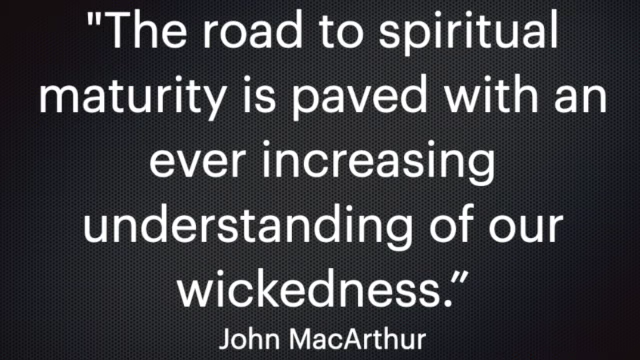 "The road to spiritual
maturity is paved with an
ever increasing
understanding of our
wickedness.”
John MacArthur